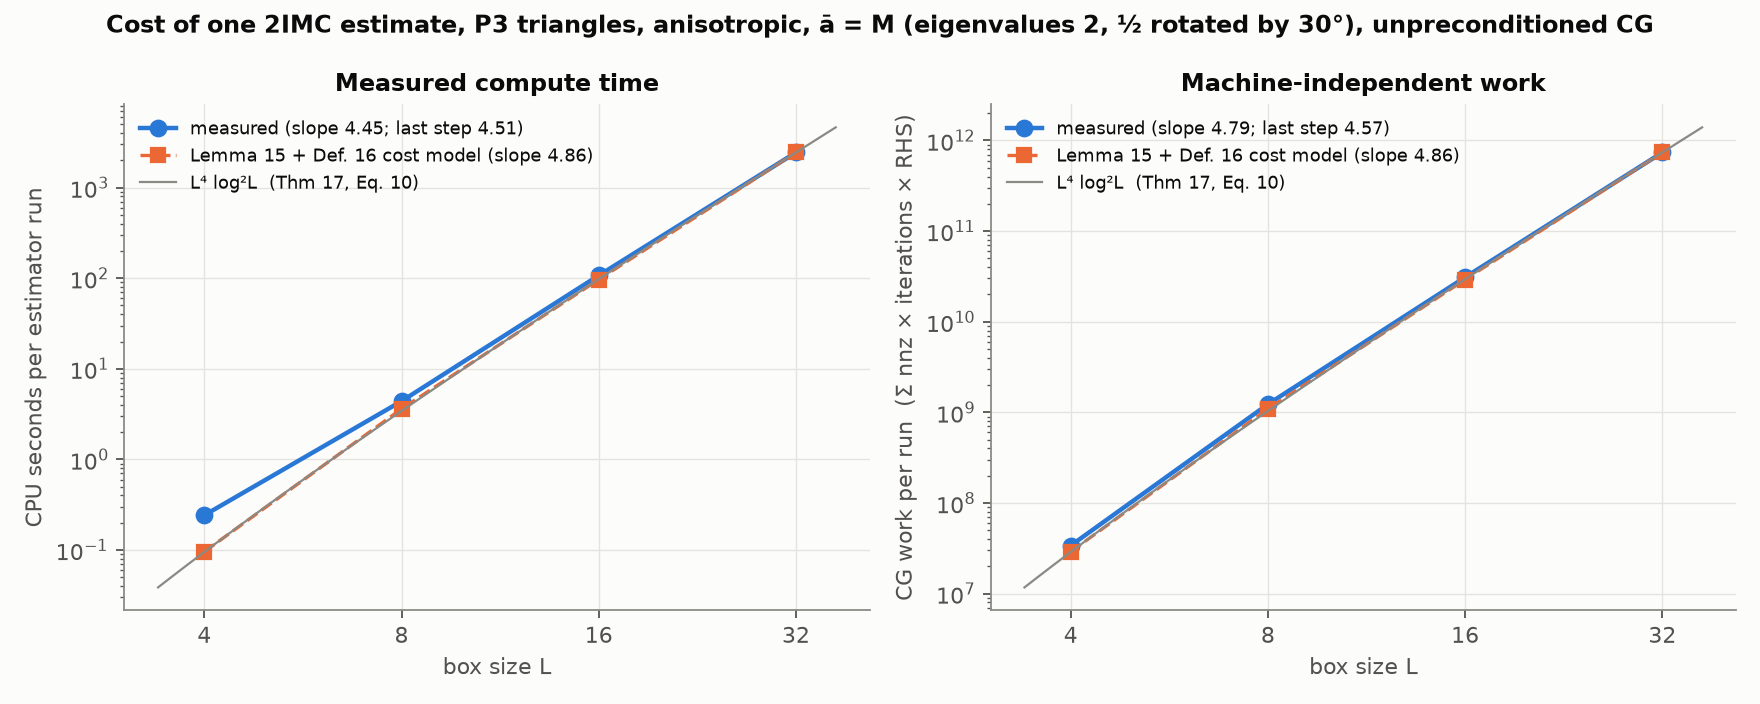 Cost of one 2IMC estimate, P3 triangles, anisotropic, ā = M (eigenvalues 2, ½ rotated by 30°), unpreconditioned CG
Measured compute time
measured (slope 4.45; last step 4.51)
Lemma 15 + Def. 16 cost model (slope 4.86)
L⁴ log²L (Thm 17, Eq. 10)
CPU seconds per estimator run
10³
10²
10¹
10⁰
10⁻¹
4
8
16
32
box size L
Machine-independent work
measured (slope 4.79; last step 4.57)
Lemma 15 + Def. 16 cost model (slope 4.86)
L⁴ log²L (Thm 17, Eq. 10)
CG work per run (Σ nnz × iterations × RHS)
10¹²
10¹¹
10¹⁰
10⁹
10⁸
10⁷
4
8
16
32
box size L